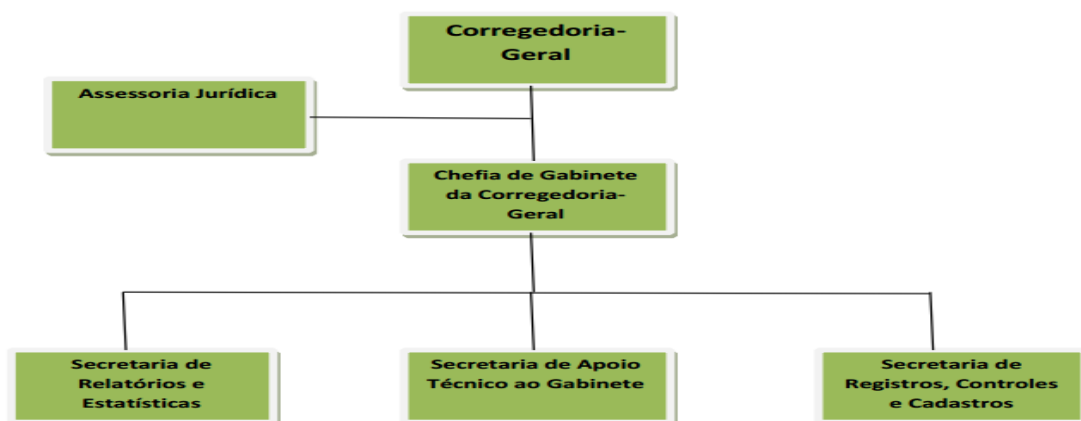 Corregedoria-
Geral
Assessoria Jurídica
Chefia de Gabinete
da Corregedoria-
Geral
Secretaria de
Relatórios e
Estatísticas
Secretaria de Apoio
Técnico ao Gabinete
Secretaria de
Registros, Controles
e Cadastros